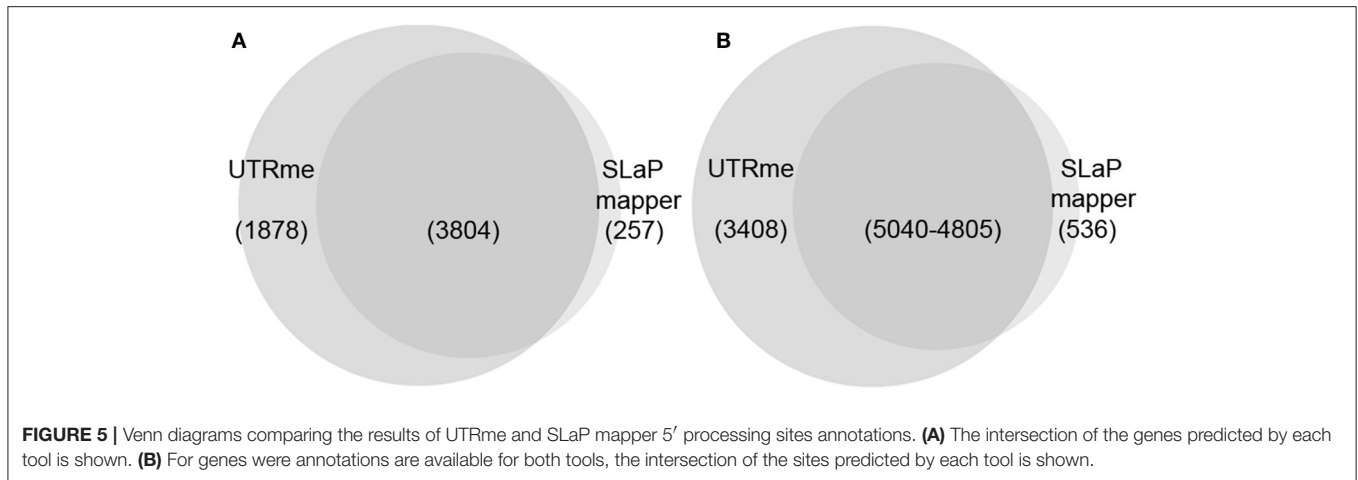 A
B
UTRme
SLaP
mapper
(1878)
(3804)
(257)
UTRme
SLaP
mapper
(3408)
(5040-4805)
(536)
FIGURE 5 | Venn diagrams comparing the results of UTRme and SLaP mapper 5′ processing sites annotations. (A) The intersection of the genes predicted by each
tool is shown. (B) For genes were annotations are available for both tools, the intersection of the sites predicted by each tool is shown.